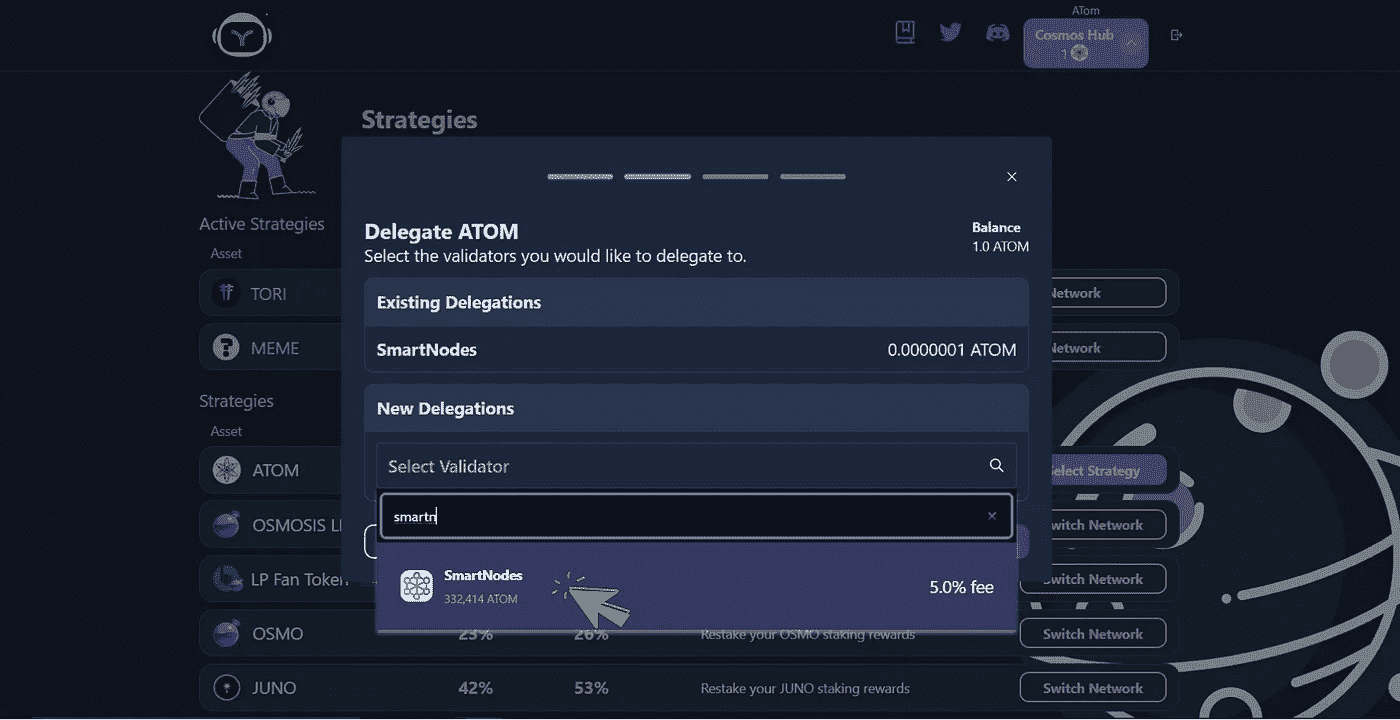 ATom
Cosmos Hub
1
Strategies
Active Strategies
Asset
TORI
Network
MEME
Network
Strategies
Asset
ATOM
Select Strategy
OSMOSIS
Switch Network
LP Fan Token
Switch Network
OSMO 23% 26% Restake your OSMO staking rewards Switch Network
JUNO 42% 53% Restake your JUNO staking rewards Switch Network
Delegate ATOM
Select the validators you would like to delegate to.
Balance
1.0 ATOM
Existing Delegations
SmartNodes 0.0000001 ATOM
New Delegations
Select Validator
smartn
SmartNodes
332,414 ATOM
5.0% fee